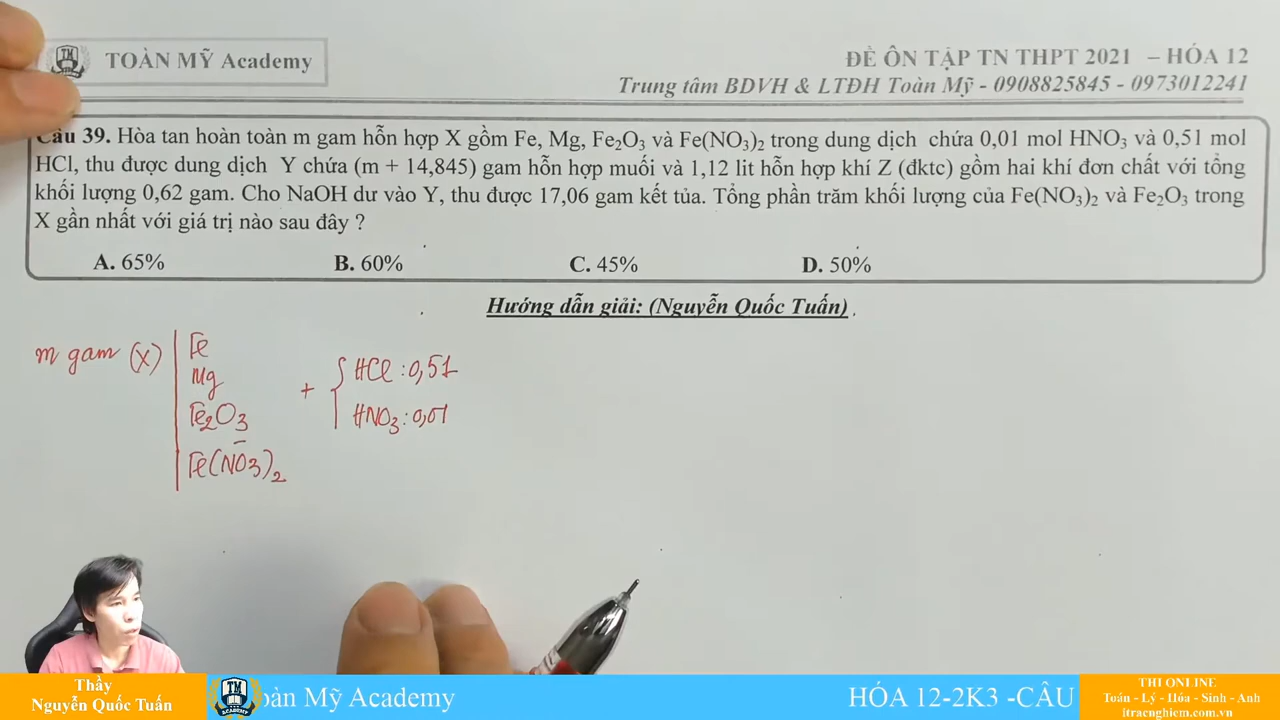 TOÀN MỸ Academy
ĐỀ ÔN TẬP TN THPT 2021 – HÓA 12
Trung tâm BDVH & LTĐH Toàn Mỹ - 0908825845 - 0973012241
Câu 39. Hòa tan hoàn toàn m gam hỗn hợp X gồm Fe, Mg, Fe₂O₃ và Fe(NO₃)₂ trong dung dịch chứa 0,01 mol HNO₃ và 0,51 mol
HCl, thu được dung dịch Y chứa (m + 14,845) gam hỗn hợp muối và 1,12 lit hỗn hợp khí Z (đktc) gồm hai khí đơn chất với tổng
khối lượng 0,62 gam. Cho NaOH dư vào Y, thu được 17,06 gam kết tủa. Tổng phần trăm khối lượng của Fe(NO₃)₂ và Fe₂O₃ trong
X gần nhất với giá trị nào sau đây ?
A. 65% B. 60% C. 45% D. 50%
Hướng dẫn giải: (Nguyễn Quốc Tuấn)
m gam (X) Fe
Mg
Fe₂O₃
Fe(NO₃)₂
+ HCl : 0,51
HNO₃ : 0,01
Thầy
Nguyễn Quốc Tuấn
TM
ACADEMY
oàn Mỹ Academy
HÓA 12-2K3 -CÂU
THI ONLINE
Toán - Lý - Hóa - Sinh - Anh
itracnghiem.com.vn